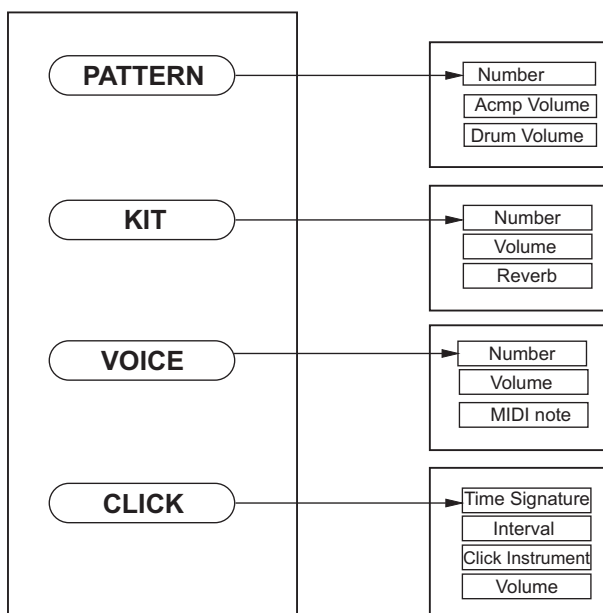 PATTERN
Number
Acmp Volume
Drum Volume
KIT
Number
Volume
Reverb
VOICE
Number
Volume
MIDI note
CLICK
Time Signature
Interval
Click Instrument
Volume